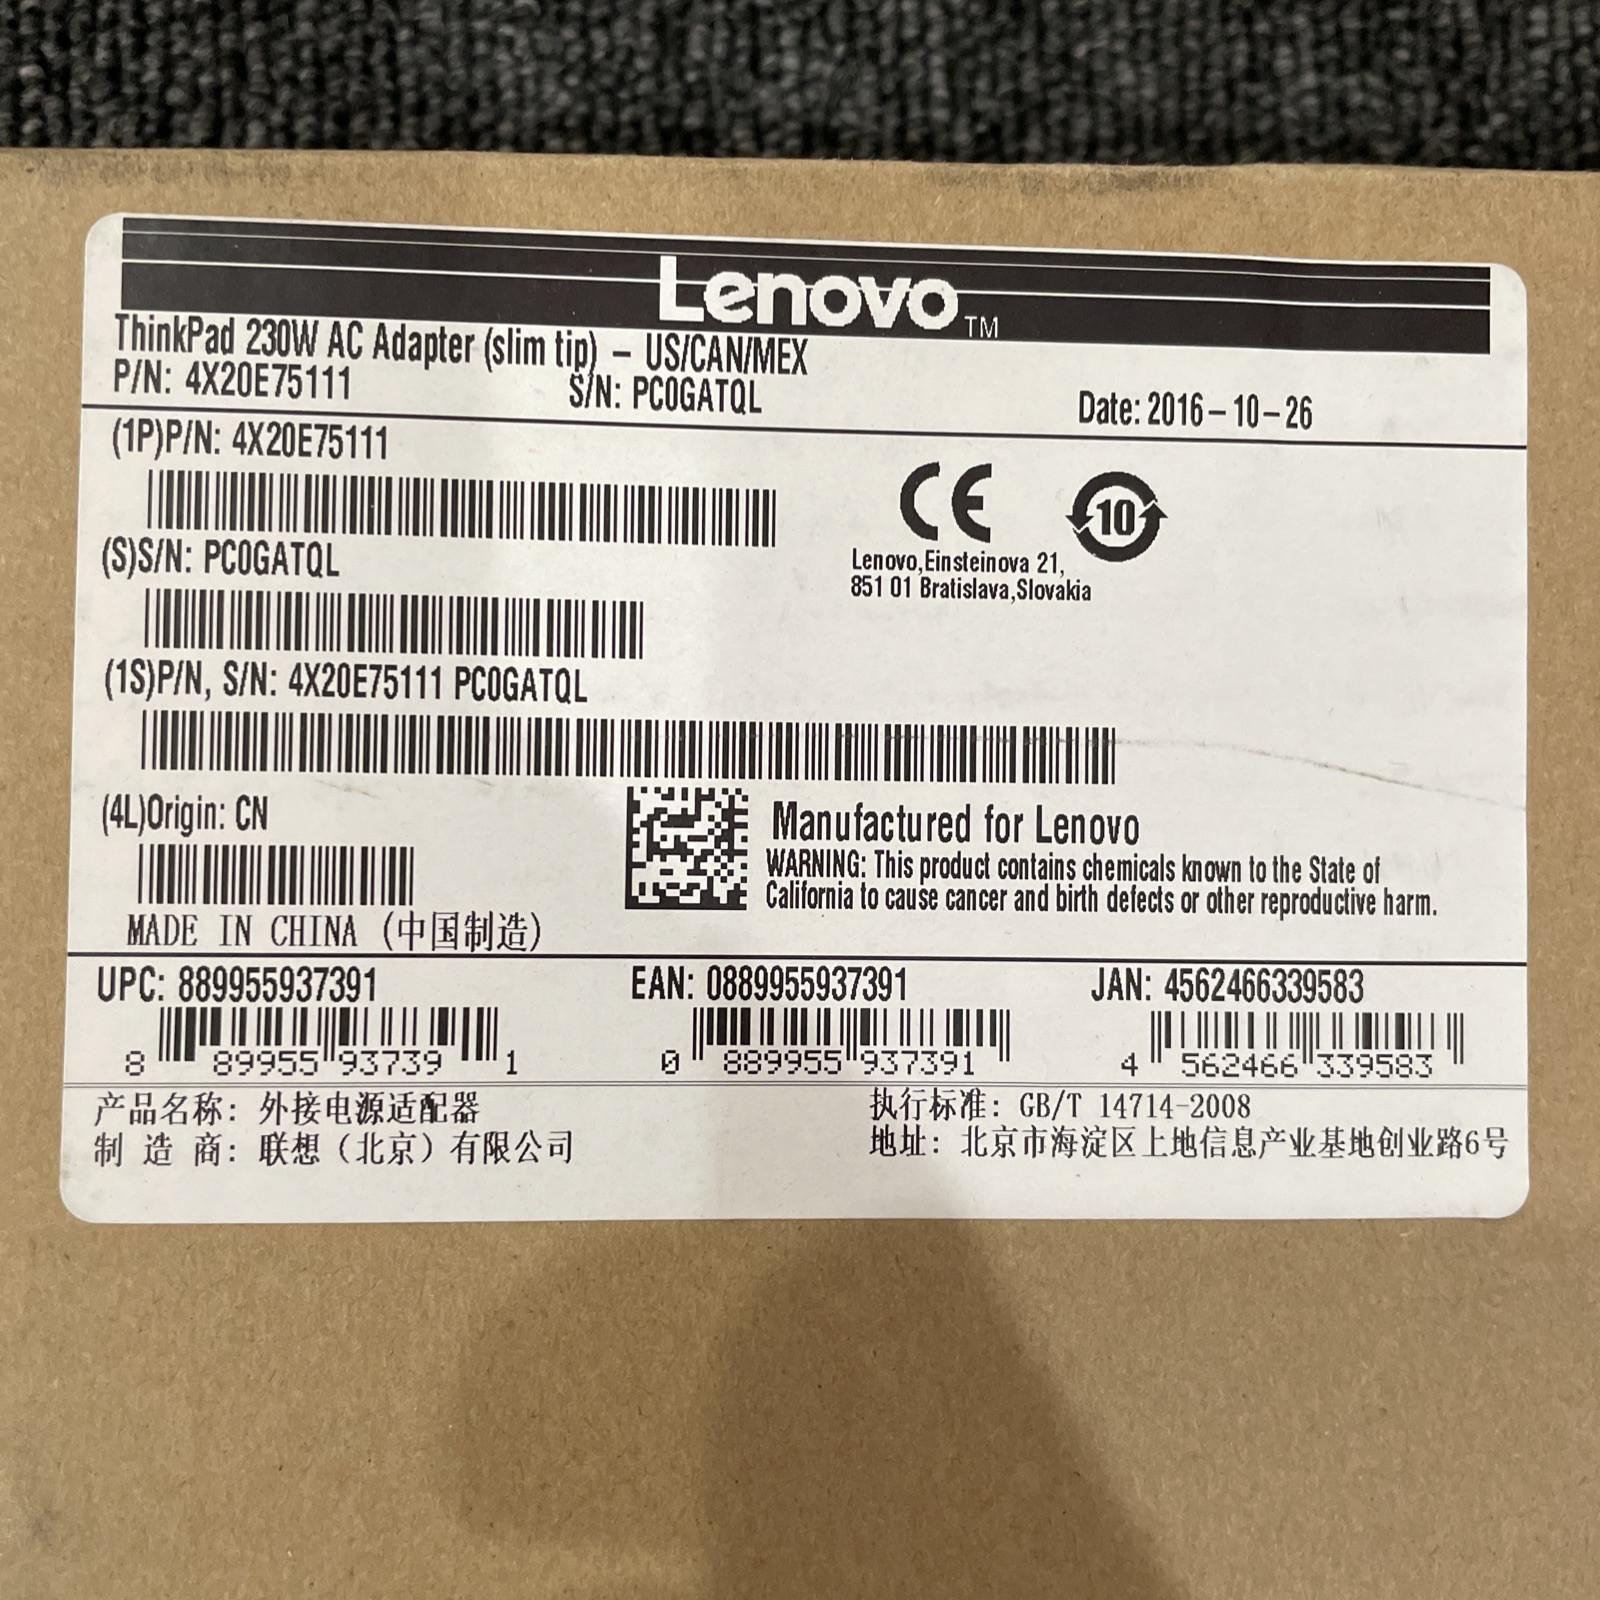 Lenovo™
ThinkPad 230W AC Adapter (slim tip) – US/CAN/MEX
P/N: 4X20E75111 S/N: PC0GATQL Date: 2016-10-26
(1P)P/N: 4X20E75111
(S)S/N: PC0GATQL
CE 10
Lenovo,Einsteinova 21,
851 01 Bratislava,Slovakia
(1S)P/N, S/N: 4X20E75111 PC0GATQL
(4L)Origin: CN
MADE IN CHINA (中国制造)
Manufactured for Lenovo
WARNING: This product contains chemicals known to the State of
California to cause cancer and birth defects or other reproductive harm.
UPC: 889955937391 EAN: 0889955937391 JAN: 4562466339583
8 89955 93739 1 0 889955 937391 4 562466 339583
产品名称: 外接电源适配器
制 造 商: 联想（北京）有限公司
执行标准: GB/T 14714-2008
地址: 北京市海淀区上地信息产业基地创业路6号